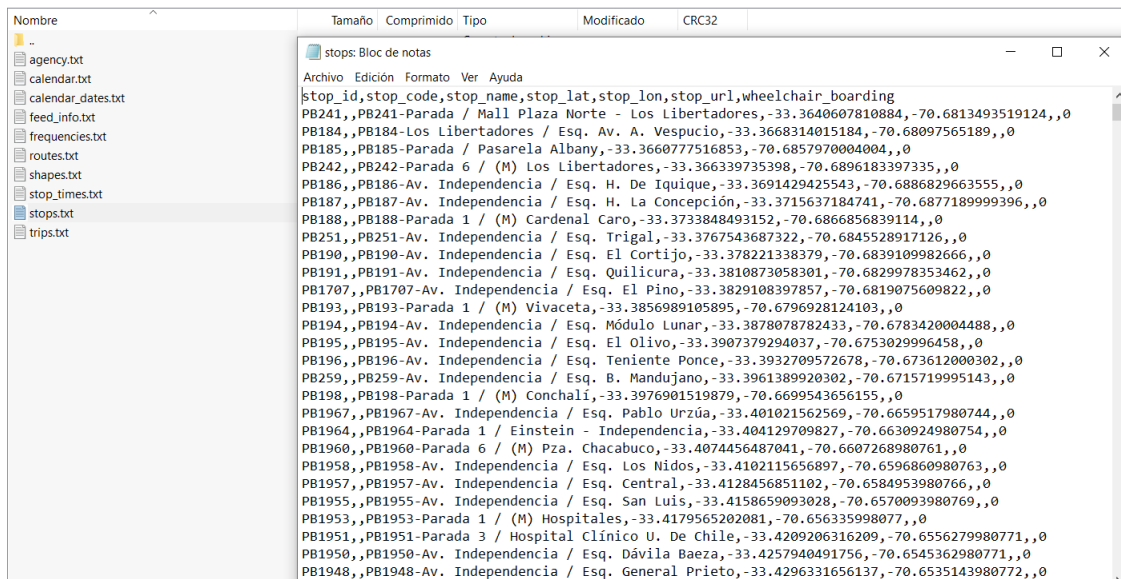 Nombre Tamaño Comprimido Tipo Modificado CRC32
..
agency.txt
calendar.txt
calendar_dates.txt
feed_info.txt
frequencies.txt
routes.txt
shapes.txt
stop_times.txt
stops.txt
trips.txt
stops: Bloc de notas
Archivo Edición Formato Ver Ayuda
stop_id,stop_code,stop_name,stop_lat,stop_lon,stop_url,wheelchair_boarding
PB241,,PB241-Parada / Mall Plaza Norte - Los Libertadores,-33.3640607810884,-70.6813493519124,,0
PB184,,PB184-Los Libertadores / Esq. Av. A. Vespucio,-33.3668314015184,-70.68097565189,,0
PB185,,PB185-Parada / Pasarela Albany,-33.3660777516853,-70.6857970004004,,0
PB242,,PB242-Parada 6 / (M) Los Libertadores,-33.366339735398,-70.6896183397335,,0
PB186,,PB186-Av. Independencia / Esq. H. De Iquique,-33.3691429425543,-70.6886829663555,,0
PB187,,PB187-Av. Independencia / Esq. H. La Concepción,-33.3715637184741,-70.6877189999396,,0
PB188,,PB188-Parada 1 / (M) Cardenal Caro,-33.3733848493152,-70.6866856839114,,0
PB251,,PB251-Av. Independencia / Esq. Trigal,-33.3767543687322,-70.6845528917126,,0
PB190,,PB190-Av. Independencia / Esq. El Cortijo,-33.378221338379,-70.6839109982666,,0
PB191,,PB191-Av. Independencia / Esq. Quilicura,-33.3810873058301,-70.6829978353462,,0
PB1707,,PB1707-Av. Independencia / Esq. El Pino,-33.3829108397857,-70.6819075609822,,0
PB193,,PB193-Parada 1 / (M) Vivaceta,-33.3856989105895,-70.6796928124103,,0
PB194,,PB194-Av. Independencia / Esq. Módulo Lunar,-33.3878078782433,-70.6783420004488,,0
PB195,,PB195-Av. Independencia / Esq. El Olivo,-33.3907379294037,-70.6753029996458,,0
PB196,,PB196-Av. Independencia / Esq. Teniente Ponce,-33.3932709572678,-70.673612000302,,0
PB259,,PB259-Av. Independencia / Esq. B. Mandujano,-33.3961389920302,-70.6715719995143,,0
PB198,,PB198-Parada 1 / (M) Conchalí,-33.3976901519879,-70.6699543656155,,0
PB1967,,PB1967-Av. Independencia / Esq. Pablo Urzúa,-33.401021562569,-70.6659517980744,,0
PB1964,,PB1964-Parada 1 / Einstein - Independencia,-33.404129709827,-70.6630924980754,,0
PB1960,,PB1960-Parada 6 / (M) Pza. Chacabuco,-33.4074456487041,-70.6607268980761,,0
PB1958,,PB1958-Av. Independencia / Esq. Los Nidos,-33.4102115656897,-70.6596860980763,,0
PB1957,,PB1957-Av. Independencia / Esq. Central,-33.4128456851102,-70.6584953980766,,0
PB1955,,PB1955-Av. Independencia / Esq. San Luis,-33.4158659093028,-70.6570093980769,,0
PB1953,,PB1953-Parada 1 / (M) Hospitales,-33.4179565202081,-70.656335998077,,0
PB1951,,PB1951-Parada 3 / Hospital Clínico U. De Chile,-33.4209206316209,-70.6556279980771,,0
PB1950,,PB1950-Av. Independencia / Esq. Dávila Baeza,-33.4257940491756,-70.6545362980771,,0
PB1948,,PB1948-Av. Independencia / Esq. General Prieto,-33.4296331656137,-70.6535143980772,,0